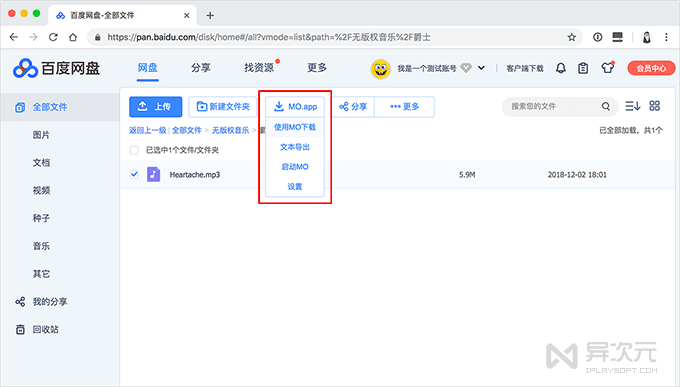 百度网盘-全部文件
https://pan.baidu.com/disk/home#/all?vmode=list&path=%2F无版权音乐%2F爵士
百度网盘 网盘 分享 找资源 更多 我是一个测试账号 客户端下载 会员中心
全部文件 上传 新建文件夹 MO.app 分享 更多 搜索您的文件
使用MO下载
返回上一级 | 全部文件 > 无版权音乐 > 已全部加载，共1个
图片
文本导出
已选中1个文件/文件夹
文档
启动MO
Heartache.mp3 5.9M 2018-12-02 18:01
设置
视频
种子
音乐
其它
我的分享
回收站
异次元
IPLAYSOFT.COM